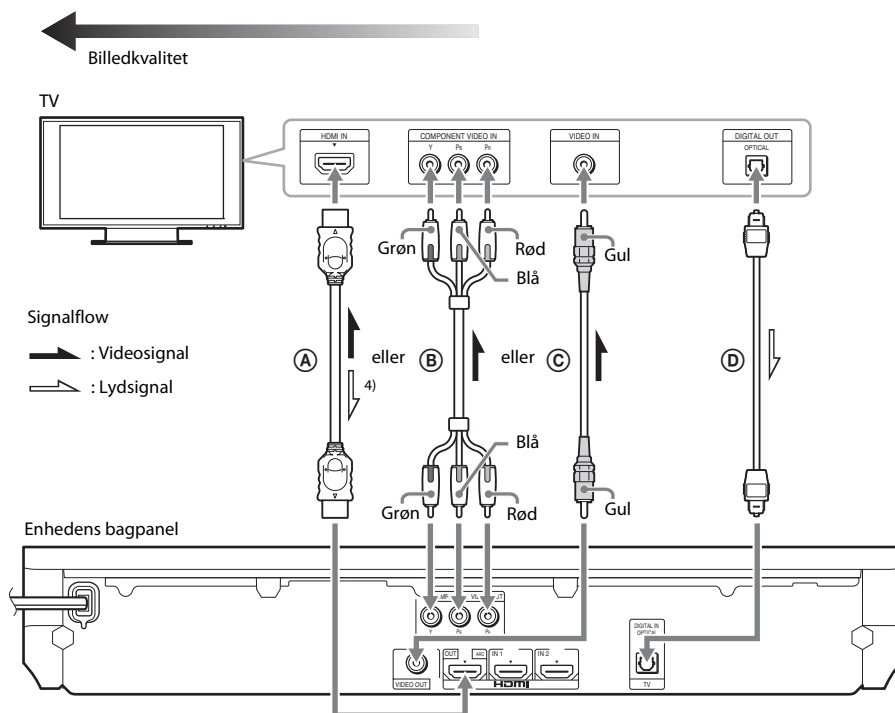 Billedkvalitet
TV
HDMI IN
COMPONENT VIDEO IN
VIDEO IN
DIGITAL OUT
Y PB PR
OPTICAL
Grøn
Rød
Blå
Gul
Signalflow
: Videosignal
: Lydsignal
A
eller
B
eller
C
D
4)
Blå
Grøn
Rød
Gul
Enhedens bagpanel
Y PB PR
DIGITAL IN
OPTICAL
TV
VIDEO OUT
OUT
ARC
IN 1
IN 2
HDMI